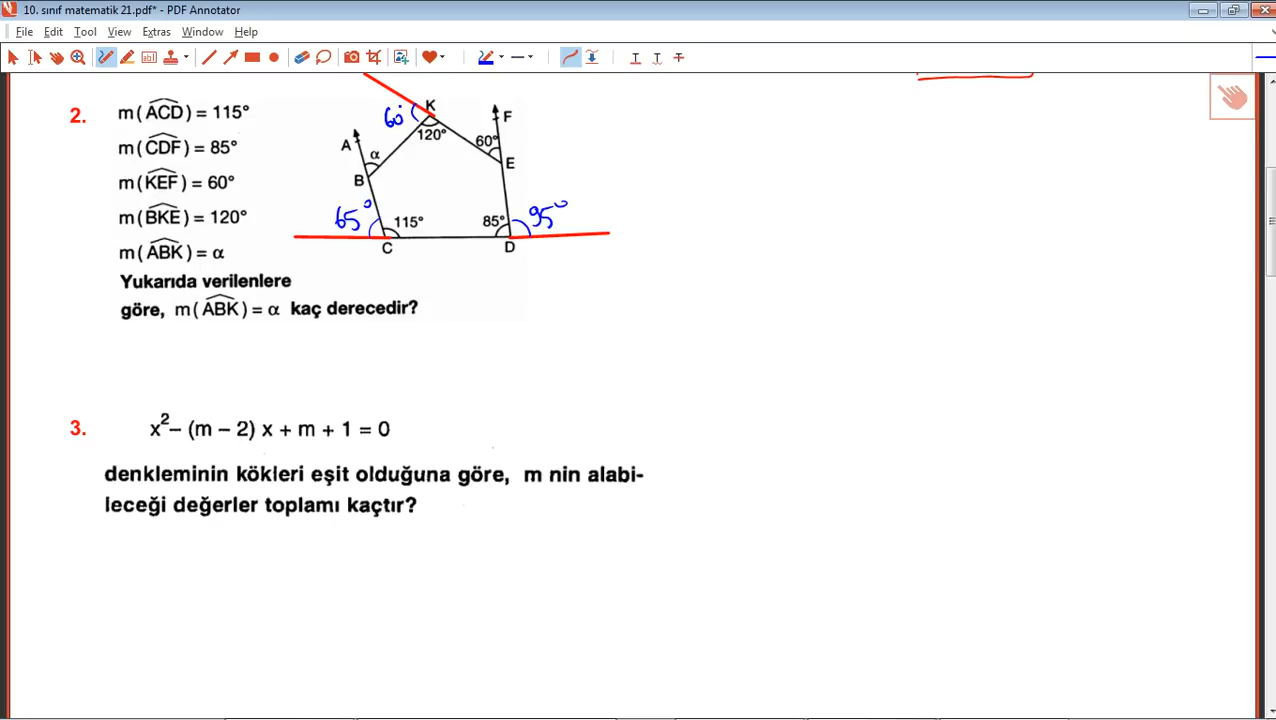 10. sınıf matematik 21.pdf* - PDF Annotator
File Edit Tool View Extras Window Help
2.
m(ACD) = 115°
m(CDF) = 85°
m(KEF) = 60°
m(BKE) = 120°
m(ABK) = α
Yukarıda verilenlere
göre, m(ABK) = α kaç derecedir?
K
60°
120°
F
60°
A
α
E
B
65°
115°
85°
95°
C
D
3.
x²– (m – 2) x + m + 1 = 0
denkleminin kökleri eşit olduğuna göre, m nin alabi-
leceği değerler toplamı kaçtır?